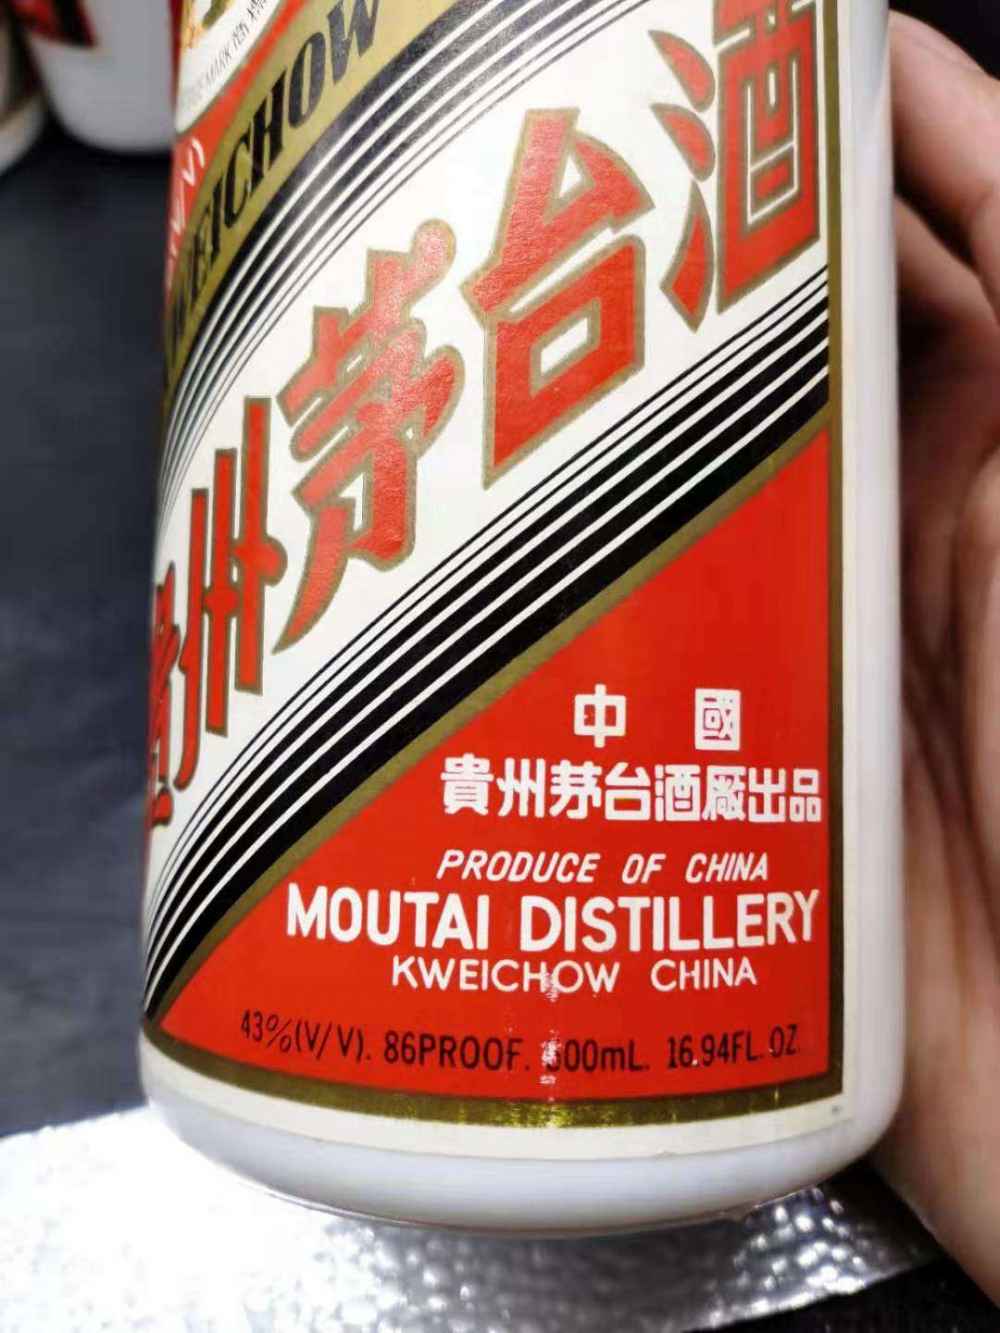 貴州茅台酒
中國
貴州茅台酒廠出品
PRODUCE OF CHINA
MOUTAI DISTILLERY
KWEICHOW CHINA
43%(V/V). 86PROOF. 500mL. 16.94FL.OZ.